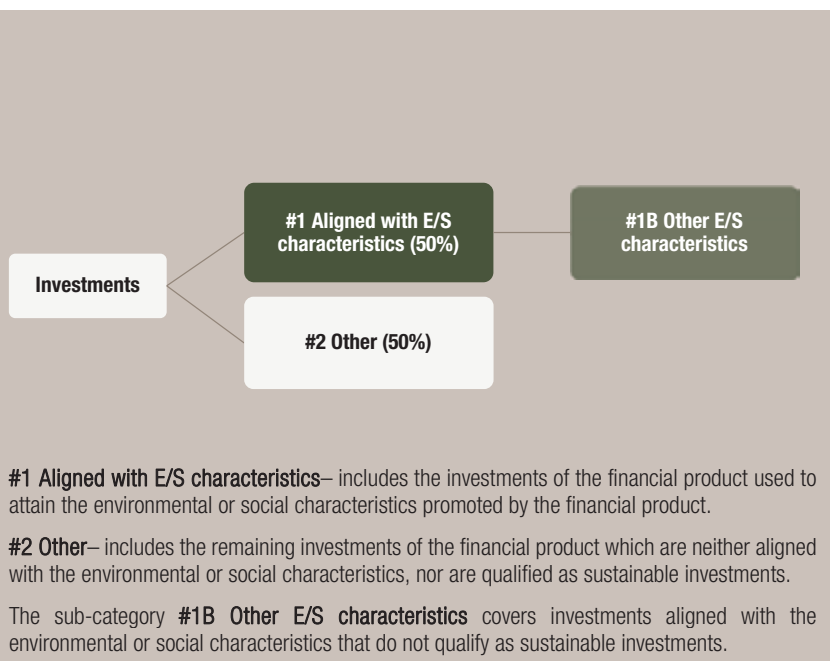 #1 Aligned with E/S
characteristics (50%)
#1B Other E/S
characteristics
Investments
#2 Other (50%)
#1 Aligned with E/S characteristics– includes the investments of the financial product used to
attain the environmental or social characteristics promoted by the financial product.
#2 Other– includes the remaining investments of the financial product which are neither aligned
with the environmental or social characteristics, nor are qualified as sustainable investments.
The sub-category #1B Other E/S characteristics covers investments aligned with the
environmental or social characteristics that do not qualify as sustainable investments.